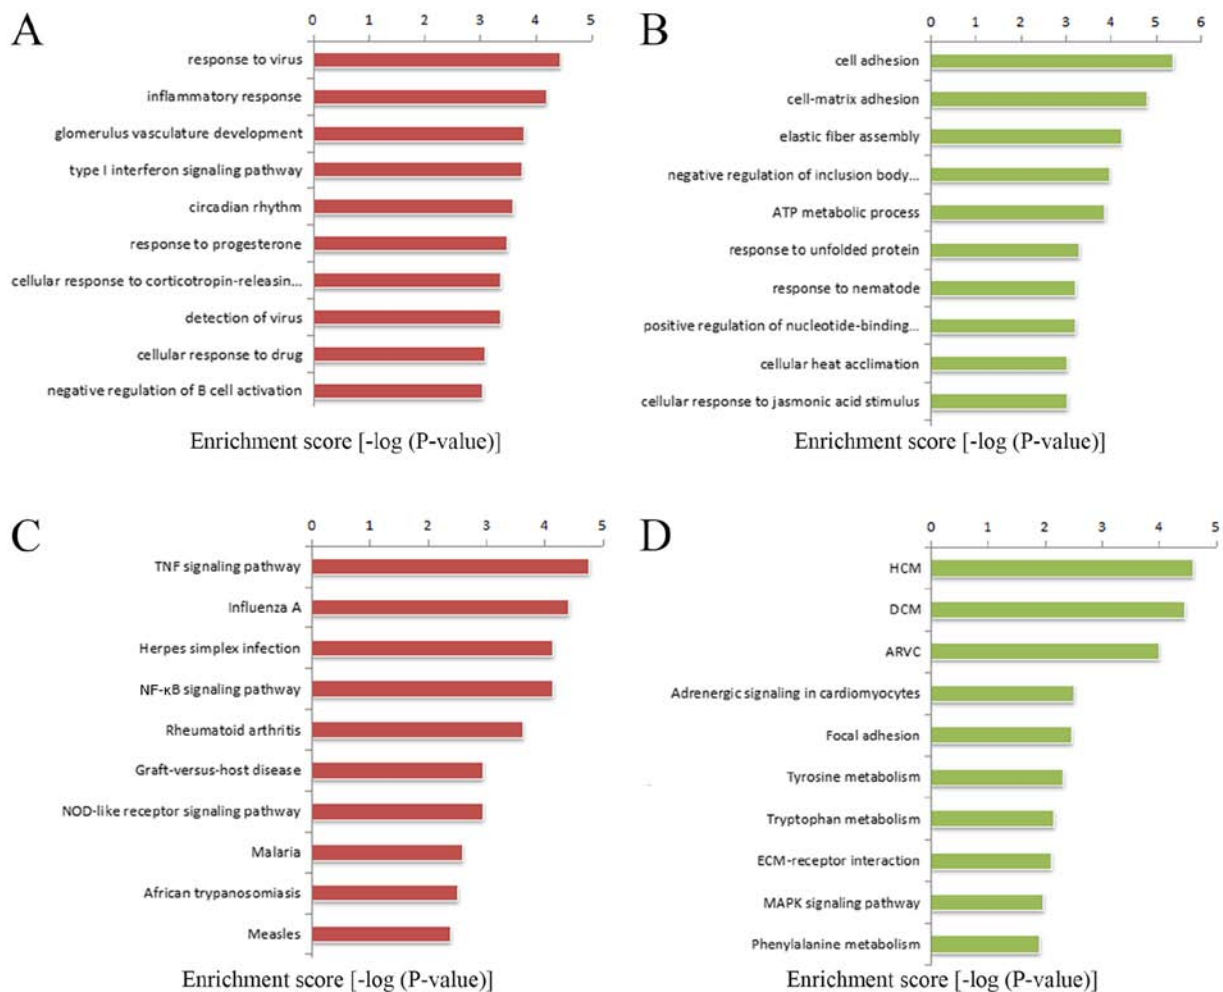 A
0 1 2 3 4 5
response to virus
inflammatory response
glomerulus vasculature development
type I interferon signaling pathway
circadian rhythm
response to progesterone
cellular response to corticotropin-releasin...
detection of virus
cellular response to drug
negative regulation of B cell activation
Enrichment score [-log (P-value)]
B
0 1 2 3 4 5 6
cell adhesion
cell-matrix adhesion
elastic fiber assembly
negative regulation of inclusion body...
ATP metabolic process
response to unfolded protein
response to nematode
positive regulation of nucleotide-binding...
cellular heat acclimation
cellular response to jasmonic acid stimulus
Enrichment score [-log (P-value)]
C
0 1 2 3 4 5
TNF signaling pathway
Influenza A
Herpes simplex infection
NF-κB signaling pathway
Rheumatoid arthritis
Graft-versus-host disease
NOD-like receptor signaling pathway
Malaria
African trypanosomiasis
Measles
Enrichment score [-log (P-value)]
D
0 1 2 3 4 5
HCM
DCM
ARVC
Adrenergic signaling in cardiomyocytes
Focal adhesion
Tyrosine metabolism
Tryptophan metabolism
ECM-receptor interaction
MAPK signaling pathway
Phenylalanine metabolism
Enrichment score [-log (P-value)]